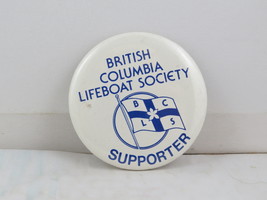 BRITISH
COLUMBIA
LIFEBOAT SOCIETY
B C
L S
SUPPORTER